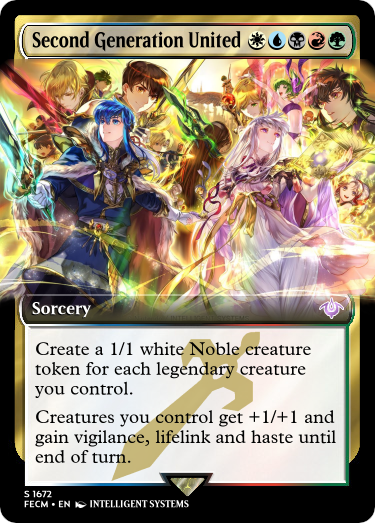 Second Generation United
Sorcery
Create a 1/1 white Noble creature
token for each legendary creature
you control.
Creatures you control get +1/+1 and
gain vigilance, lifelink and haste until
end of turn.
S 1672
FECM • EN INTELLIGENT SYSTEMS